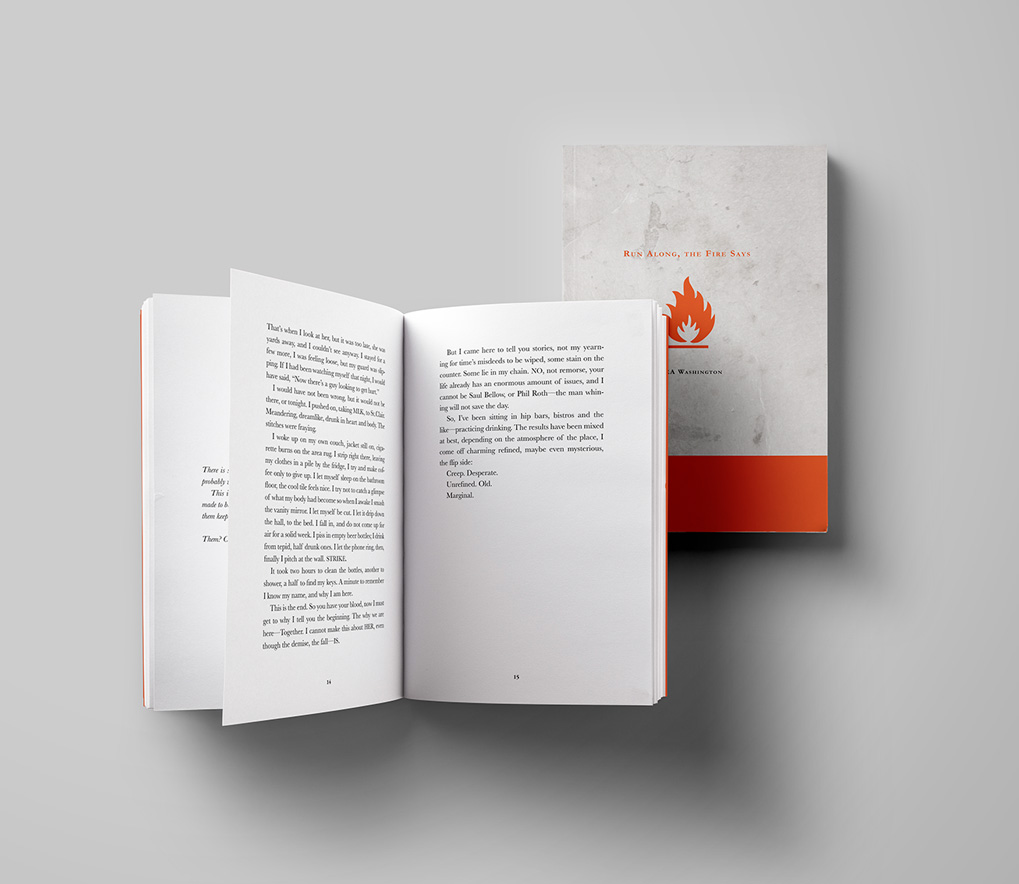 RUN ALONG, THE FIRE SAYS
WASHINGTON
There is
probably
This
made to
them keep
Them?
That's when I look at her, but it was too late, she was
yards away, and I couldn't see anyway. I stayed for a
few more, I was feeling loose, but my guard was slip-
ping. If I had been watching myself that night, I would
have said, "Now there's a guy looking to get hurt."
I would have not been wrong, but it would not be
there, or tonight. I pushed on, taking MLK, to St. Clair.
Meandering, dreamlike, drunk in heart and body. The
stitches were fraying.
I woke up on my own couch, jacket still on, ciga-
rette burns on the area rug. I strip right there, leaving
my clothes in a pile by the fridge, I try and make cof-
fee only to give up. I let myself sleep on the bathroom
floor, the cool tile feels nice. I try not to catch a glimpse
of what my body had become so when I awake I smash
the vanity mirror. I let myself be cut. I let it drip down
the hall, to the bed. I fall in, and do not come up for
air for a solid week. I piss in empty beer bottles; I drink
from tepid, half drunk ones. I let the phone ring, then,
finally I pitch at the wall. STRIKE.
It took two hours to clean the bottles, another to
shower, a half to find my keys. A minute to remember
I know my name, and why I am here.
This is the end. So you have your blood, now I must
get to why I tell you the beginning. The why we are
here—Together. I cannot make this about HER, even
though the demise, the fall—IS.
16
But I came here to tell you stories, not my yearn-
ing for time's misdeeds to be wiped, some stain on the
counter. Some lie in my chain. NO, not remorse, your
life already has an enormous amount of issues, and I
cannot be Saul Bellow, or Phil Roth—the man whin-
ing will not save the day.
So, I've been sitting in hip bars, bistros and the
like—practicing drinking. The results have been mixed
at best, depending on the atmosphere of the place, I
come off charming refined, maybe even mysterious,
the flip side:
Creep. Desperate.
Unrefined. Old.
Marginal.
15